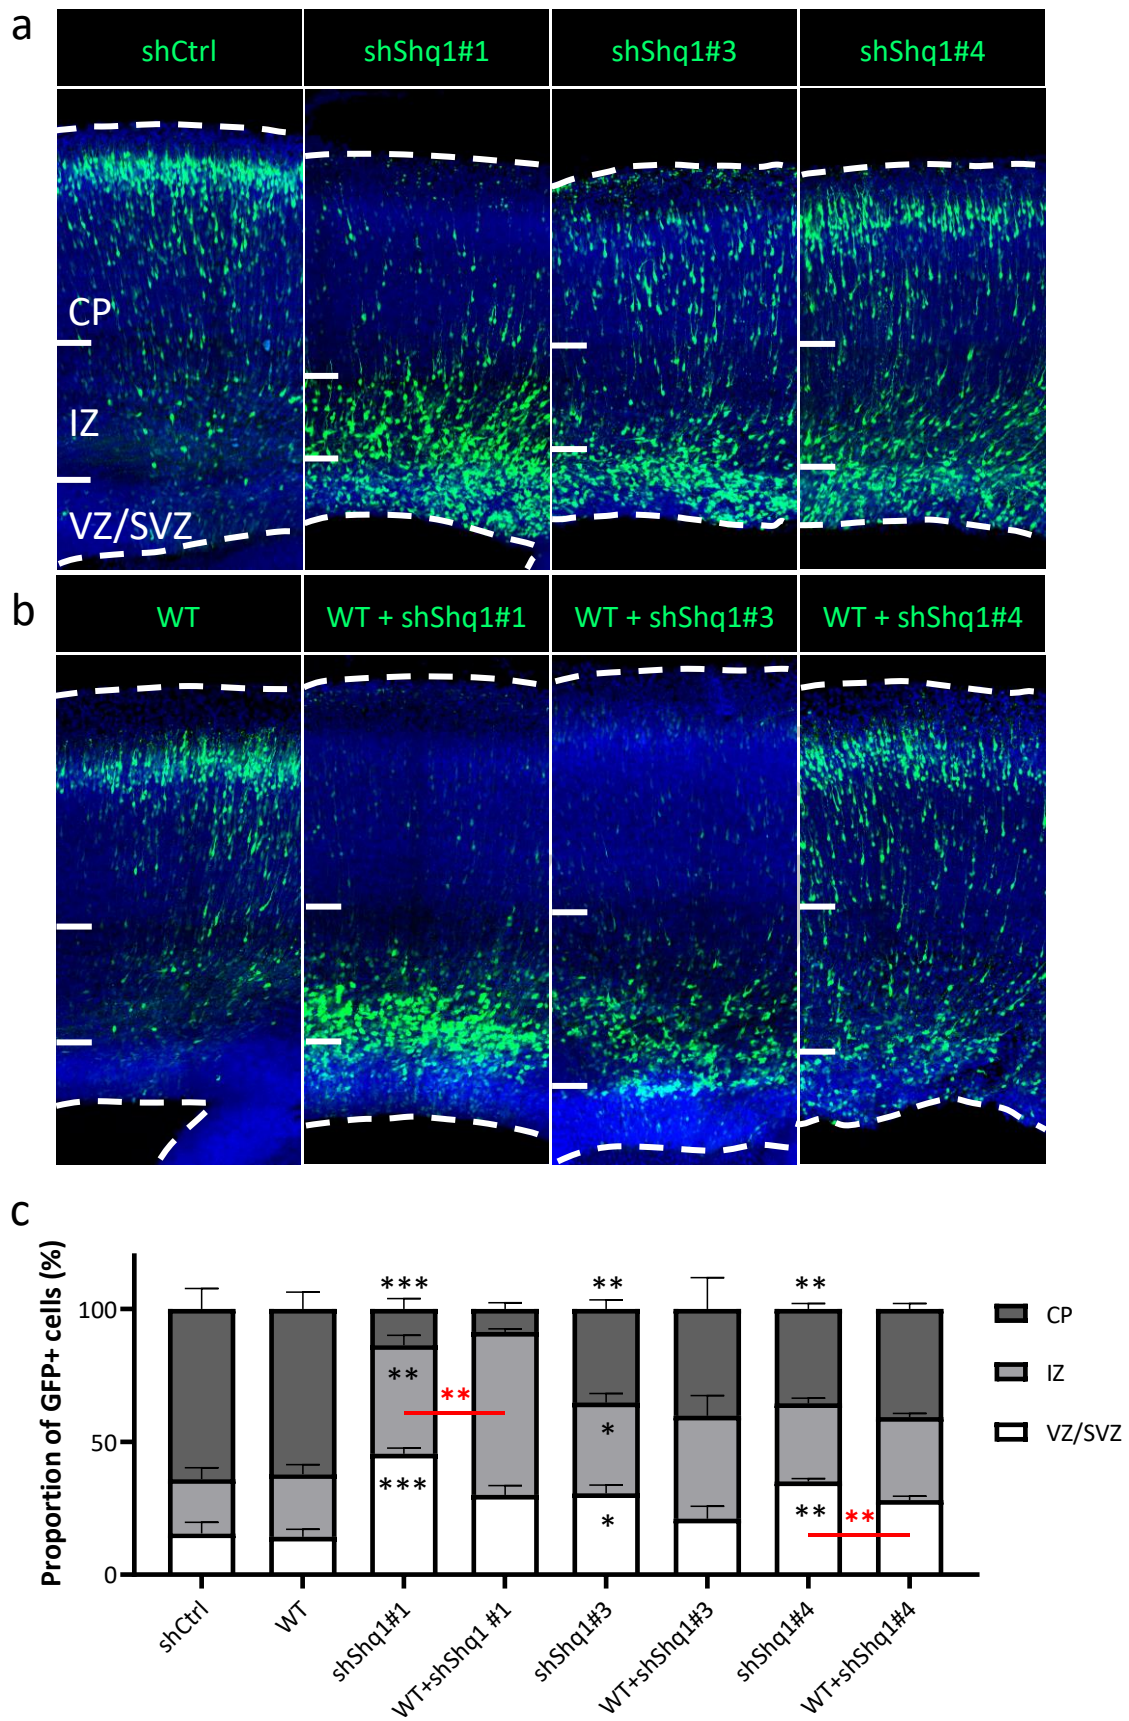 a
shCtrl
shShq1#1
shShq1#3
shShq1#4
CP
IZ
VZ/SVZ
b
WT
WT + shShq1#1
WT + shShq1#3
WT + shShq1#4
c
Proportion of GFP+ cells (%)
100
50
0
***
**
***
**
**
*
*
**
**
**
CP
IZ
VZ/SVZ
shCtrl
WT
shShq1#1
WT+shShq1 #1
shShq1#3
WT+shShq1#3
shShq1#4
WT+shShq1#4